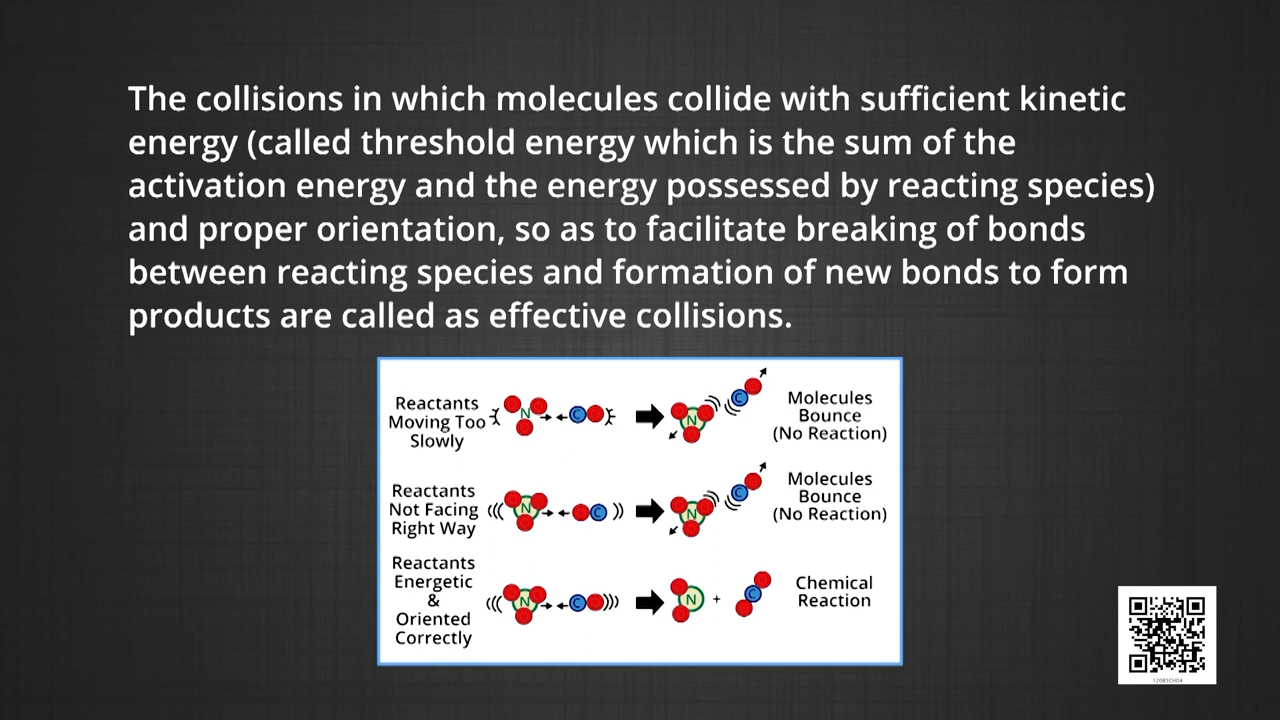 The collisions in which molecules collide with sufficient kinetic
energy (called threshold energy which is the sum of the
activation energy and the energy possessed by reacting species)
and proper orientation, so as to facilitate breaking of bonds
between reacting species and formation of new bonds to form
products are called as effective collisions.
Reactants
Moving Too
Slowly
N
C
N
C
Molecules
Bounce
(No Reaction)
Reactants
Not Facing
Right Way
N
C
N
C
Molecules
Bounce
(No Reaction)
Reactants
Energetic
&
Oriented
Correctly
N
C
N
+
C
Chemical
Reaction
12085CH04